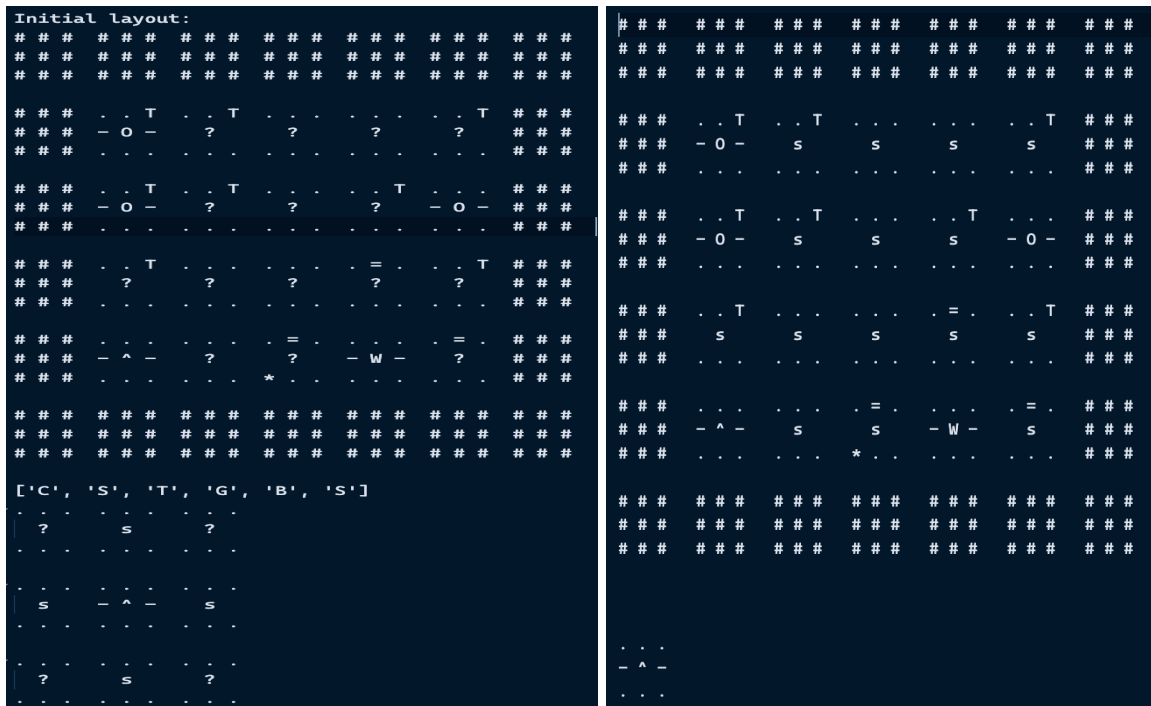 Initial layout:
# # #  # # #  # # #  # # #  # # #  # # #  # # #
# # #  # # #  # # #  # # #  # # #  # # #  # # #
# # #  # # #  # # #  # # #  # # #  # # #  # # #
# # #  . . T  . . T  . . .  . . .  . . T  # # #
# # #  – O –    ?      ?      ?      ?    # # #
# # #  . . .  . . .  . . .  . . .  . . .  # # #
# # #  . . T  . . T  . . .  . . T  . . .  # # #
# # #  – O –    ?      ?      ?    – O –  # # #
# # #  . . .  . . .  . . .  . . .  . . .  # # #
# # #  . . T  . . .  . . .  . = .  . . T  # # #
# # #    ?      ?      ?      ?      ?    # # #
# # #  . . .  . . .  . . .  . . .  . . .  # # #
# # #  . . .  . . .  . = .  . . .  . = .  # # #
# # #  – ^ –    ?      ?    – W –    ?    # # #
# # #  . . .  . . .  * . .  . . .  . . .  # # #
# # #  # # #  # # #  # # #  # # #  # # #  # # #
# # #  # # #  # # #  # # #  # # #  # # #  # # #
# # #  # # #  # # #  # # #  # # #  # # #  # # #
['C', 'S', 'T', 'G', 'B', 'S']
. . .  . . .  . . .
  ?      s      ?
. . .  . . .  . . .
. . .  . . .  . . .
  s    – ^ –    s
. . .  . . .  . . .
. . .  . . .  . . .
  ?      s      ?
. . .  . . .  . . .
# # #  # # #  # # #  # # #  # # #  # # #  # # #
# # #  # # #  # # #  # # #  # # #  # # #  # # #
# # #  # # #  # # #  # # #  # # #  # # #  # # #
# # #  . . T  . . T  . . .  . . .  . . T  # # #
# # #  – O –    s      s      s      s    # # #
# # #  . . .  . . .  . . .  . . .  . . .  # # #
# # #  . . T  . . T  . . .  . . T  . . .  # # #
# # #  – O –    s      s      s    – O –  # # #
# # #  . . .  . . .  . . .  . . .  . . .  # # #
# # #  . . T  . . .  . . .  . = .  . . T  # # #
# # #    s      s      s      s      s    # # #
# # #  . . .  . . .  . . .  . . .  . . .  # # #
# # #  . . .  . . .  . = .  . . .  . = .  # # #
# # #  – ^ –    s      s    – W –    s    # # #
# # #  . . .  . . .  * . .  . . .  . . .  # # #
# # #  # # #  # # #  # # #  # # #  # # #  # # #
# # #  # # #  # # #  # # #  # # #  # # #  # # #
# # #  # # #  # # #  # # #  # # #  # # #  # # #
. . .
– ^ –
. . .